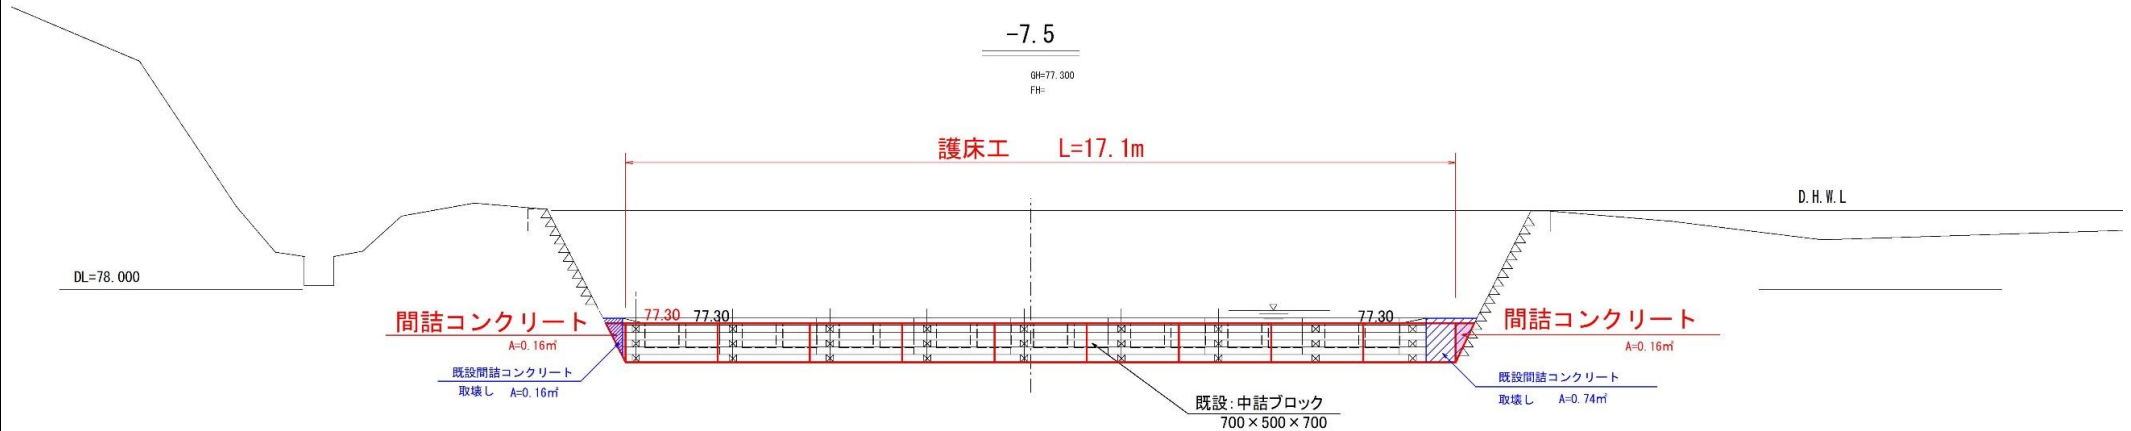 -7.5
GH=77.300
FH=
護床工 L=17.1m
D.H.W.L
DL=78.000
77.30
77.30
77.30
間詰コンクリート
A=0.16㎡
間詰コンクリート
A=0.16㎡
既設間詰コンクリート
取壊し A=0.16㎡
既設間詰コンクリート
取壊し A=0.74㎡
既設:中詰ブロック
700×500×700